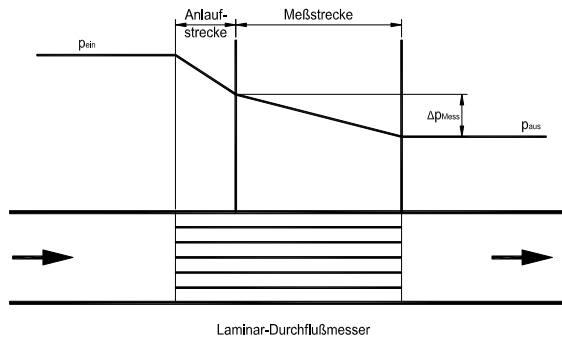 Anlauf-
strecke
Meßstrecke
pein
ΔpMess
paus
Laminar-Durchflußmesser